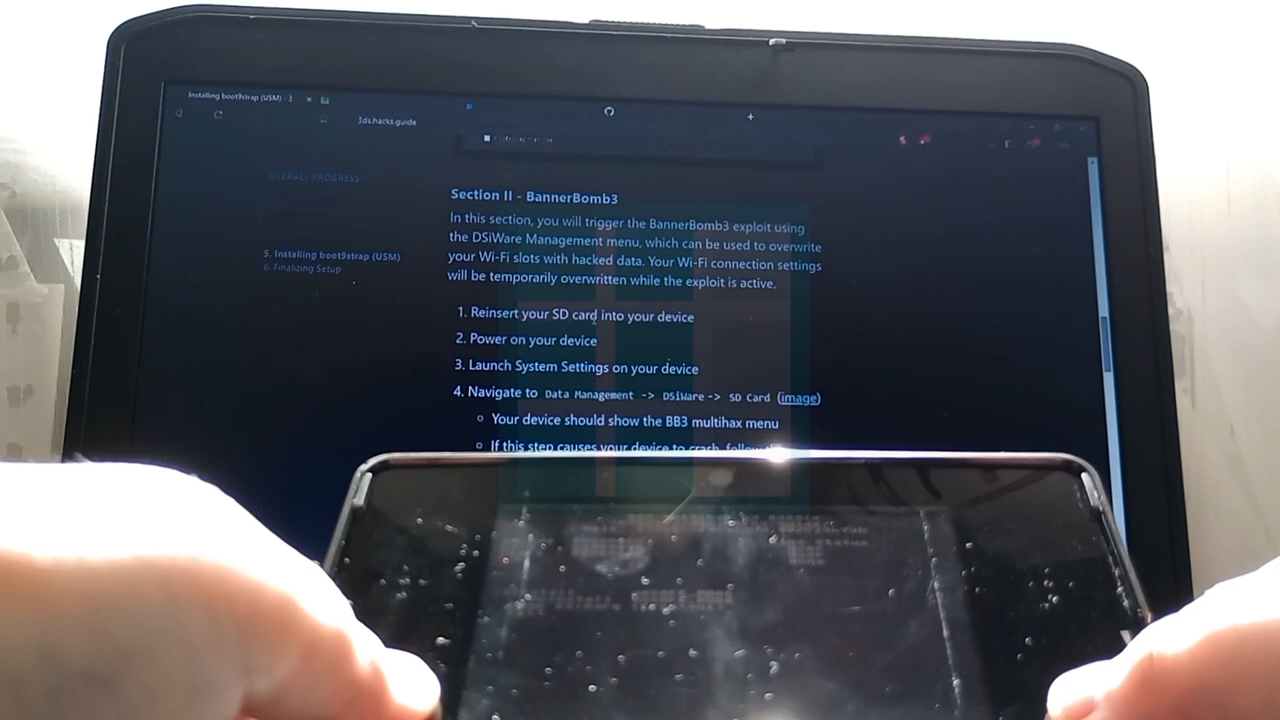 Installing boot9strap (USM) - 3
3ds.hacks.guide
OVERALL PROGRESS
Section II - BannerBomb3
In this section, you will trigger the BannerBomb3 exploit using
the DSiWare Management menu, which can be used to overwrite
your Wi-Fi slots with hacked data. Your Wi-Fi connection settings
will be temporarily overwritten while the exploit is active.
5. Installing boot9strap (USM)
6. Finalizing Setup
1. Reinsert your SD card into your device
2. Power on your device
3. Launch System Settings on your device
4. Navigate to Data Management -> DSiWare -> SD Card (image)
Your device should show the BB3 multihax menu
If this step causes your device to crash, follow